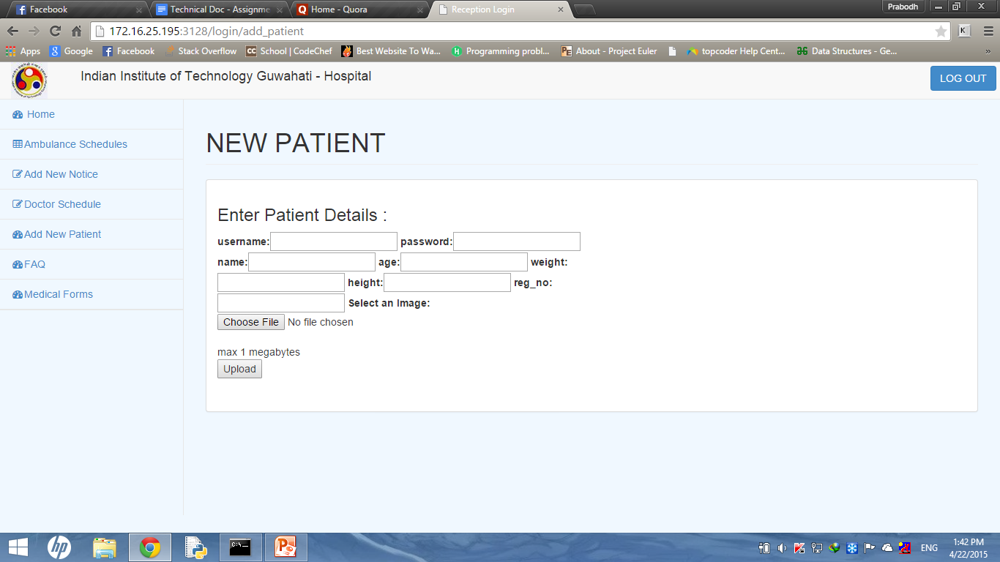 Facebook Technical Doc - Assignme Home - Quora Reception Login Prabodh
172.16.25.195:3128/login/add_patient
Apps Google Facebook Stack Overflow School | CodeChef Best Website To Wa... Programming probl... About - Project Euler topcoder Help Cent... Data Structures - Ge... »
Indian Institute of Technology Guwahati - Hospital LOG OUT
Home
Ambulance Schedules
Add New Notice
Doctor Schedule
Add New Patient
FAQ
Medical Forms
NEW PATIENT
Enter Patient Details :
username: password:
name: age: weight:
height: reg_no:
Select an Image:
Choose File No file chosen
max 1 megabytes
Upload
ENG 1:42 PM
4/22/2015